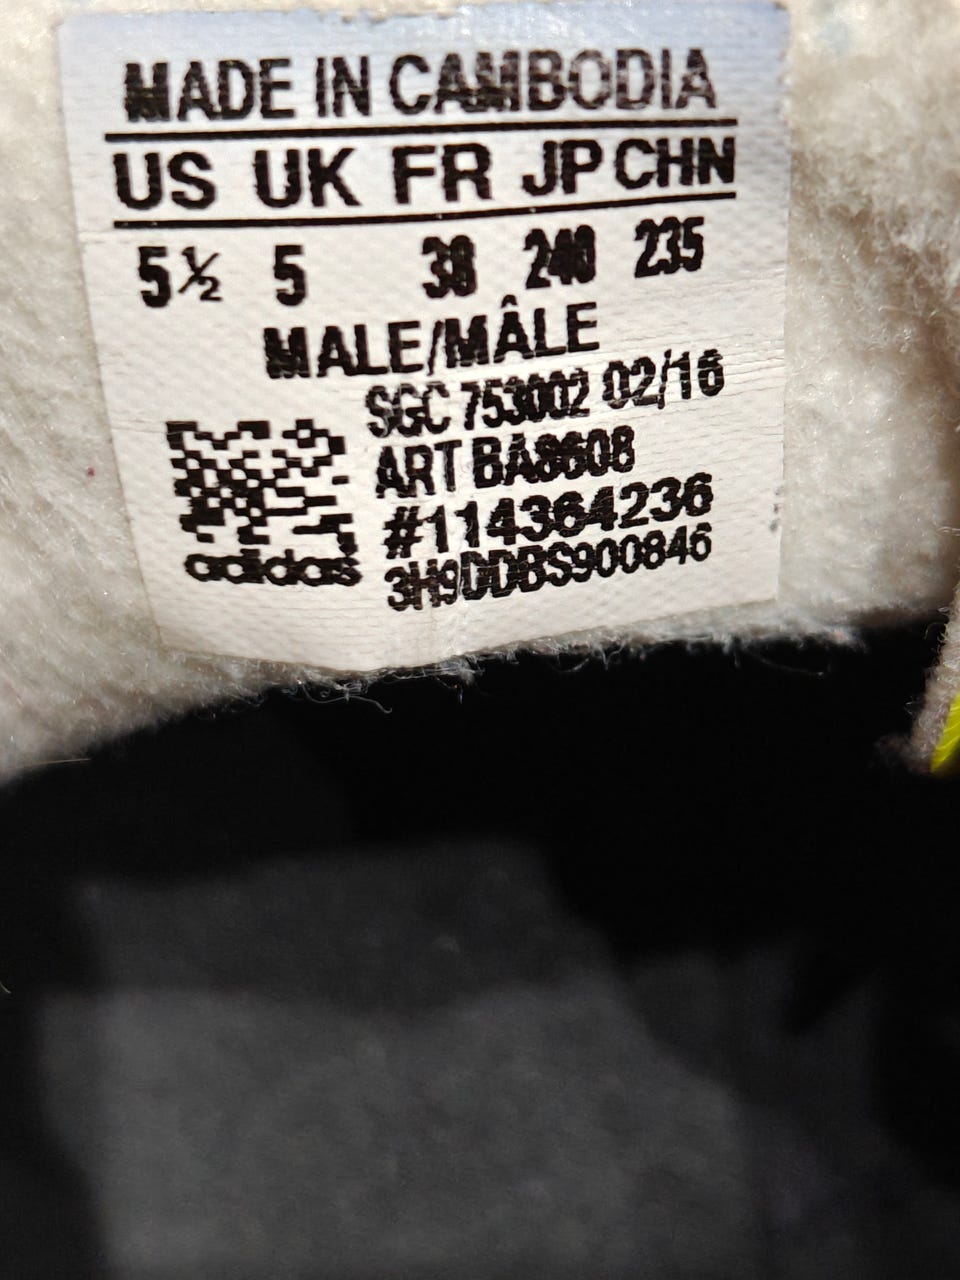 MADE IN CAMBODIA
US UK FR JP CHN
5½ 5 38 240 235
MALE/MÂLE
SGC 753002 02/16
ART BA8608
#114364236
3H9DDBS900846
adidas